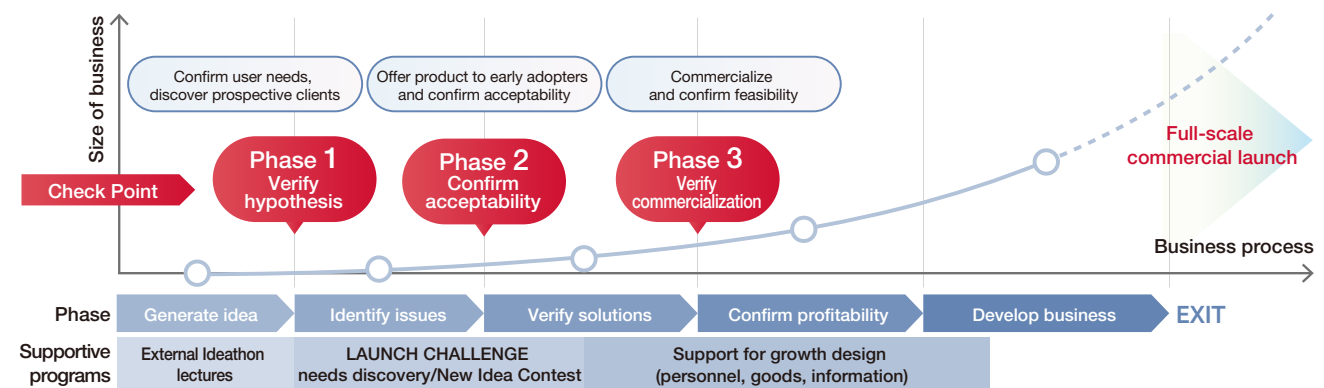 Size of business
Confirm user needs,
discover prospective clients
Offer product to early adopters
and confirm acceptability
Commercialize
and confirm feasibility
Check Point
Phase 1
Verify
hypothesis
Phase 2
Confirm
acceptability
Phase 3
Verify
commercialization
Full-scale
commercial launch
Business process
Phase
Generate idea
Identify issues
Verify solutions
Confirm profitability
Develop business
EXIT
Supportive
programs
External Ideathon
lectures
LAUNCH CHALLENGE
needs discovery/New Idea Contest
Support for growth design
(personnel, goods, information)